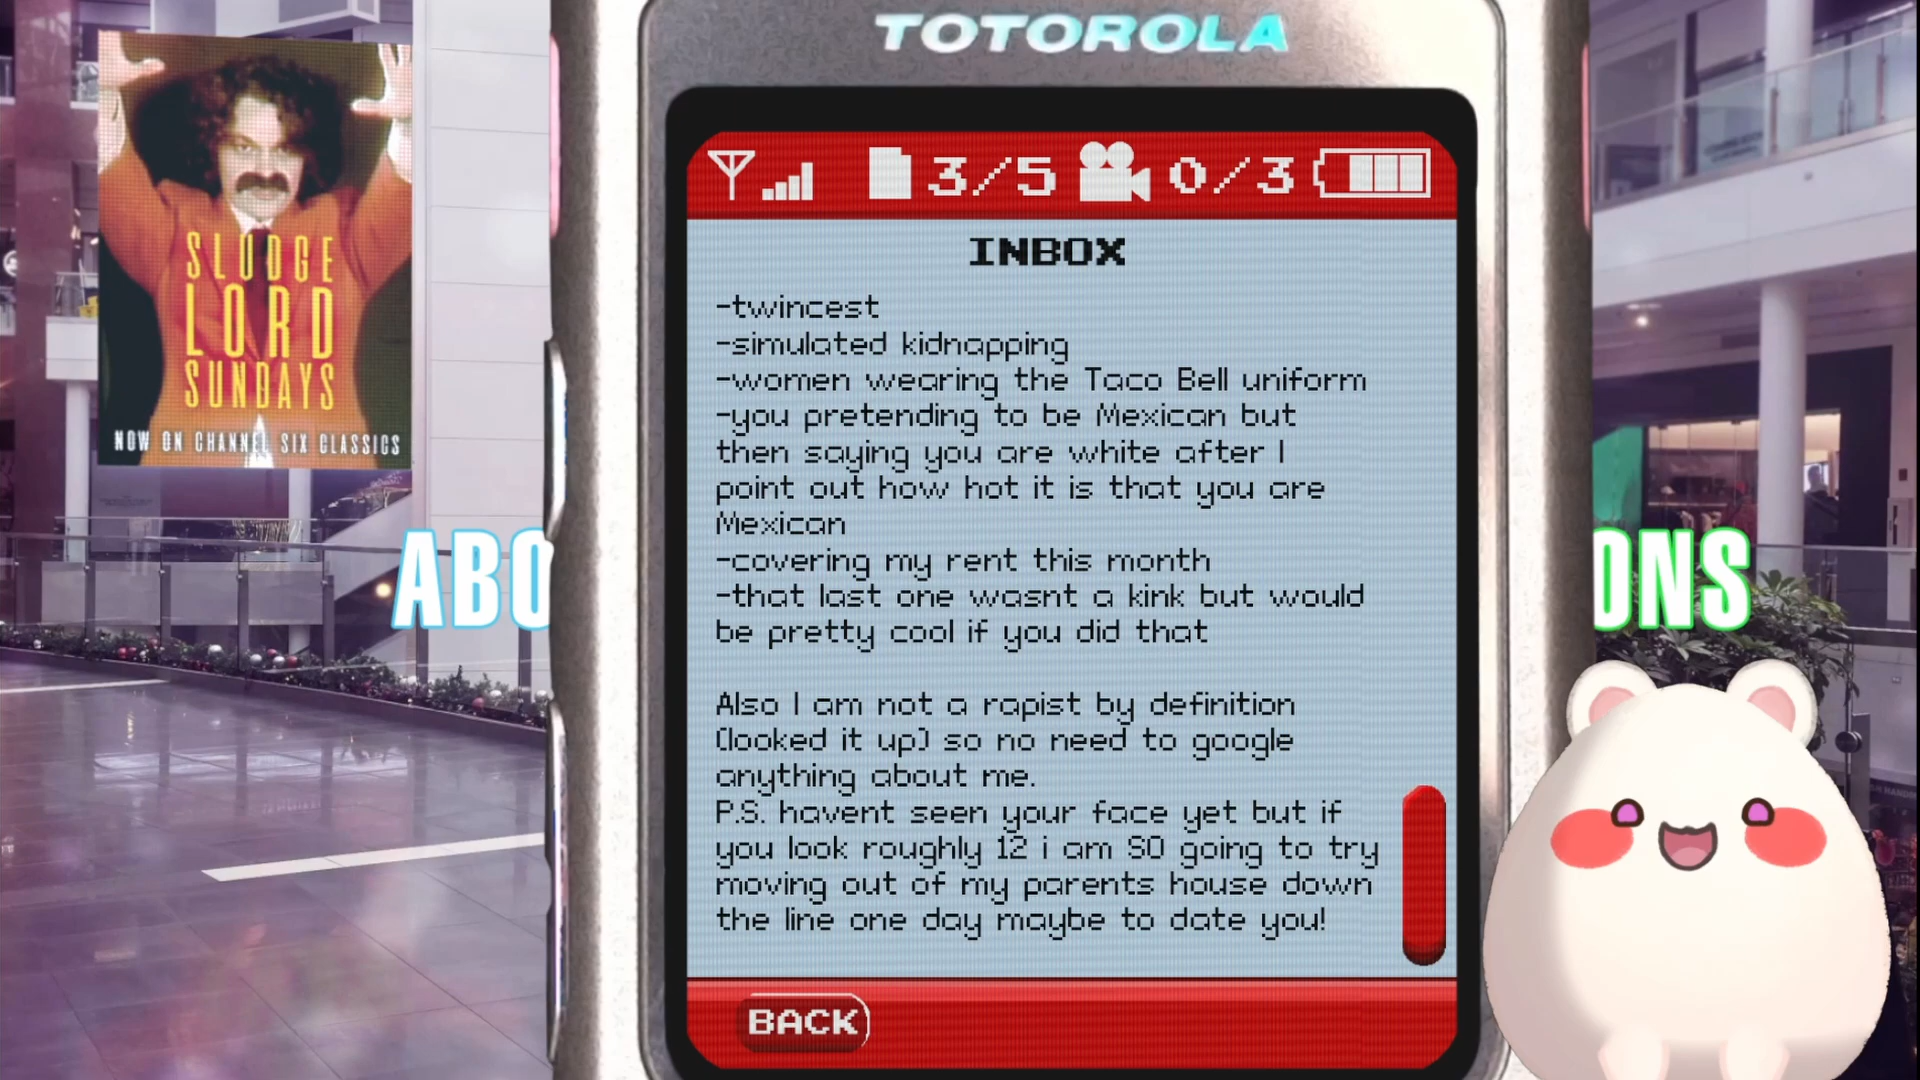 TOTOROLA
3/5
0/3
SLUDGE
LORD
SUNDAYS
NOW ON CHANNEL SIX CLASSICS
INBOX
-twincest
-simulated kidnapping
-women wearing the Taco Bell uniform
-you pretending to be Mexican but
then saying you are white after I
point out how hot it is that you are
Mexican
-covering my rent this month
-that last one wasnt a kink but would
be pretty cool if you did that
Also I am not a rapist by definition
(looked it up) so no need to google
anything about me.
P.S. havent seen your face yet but if
you look roughly 12 i am SO going to try
moving out of my parents house down
the line one day maybe to date you!
ABO
ONS
BACK